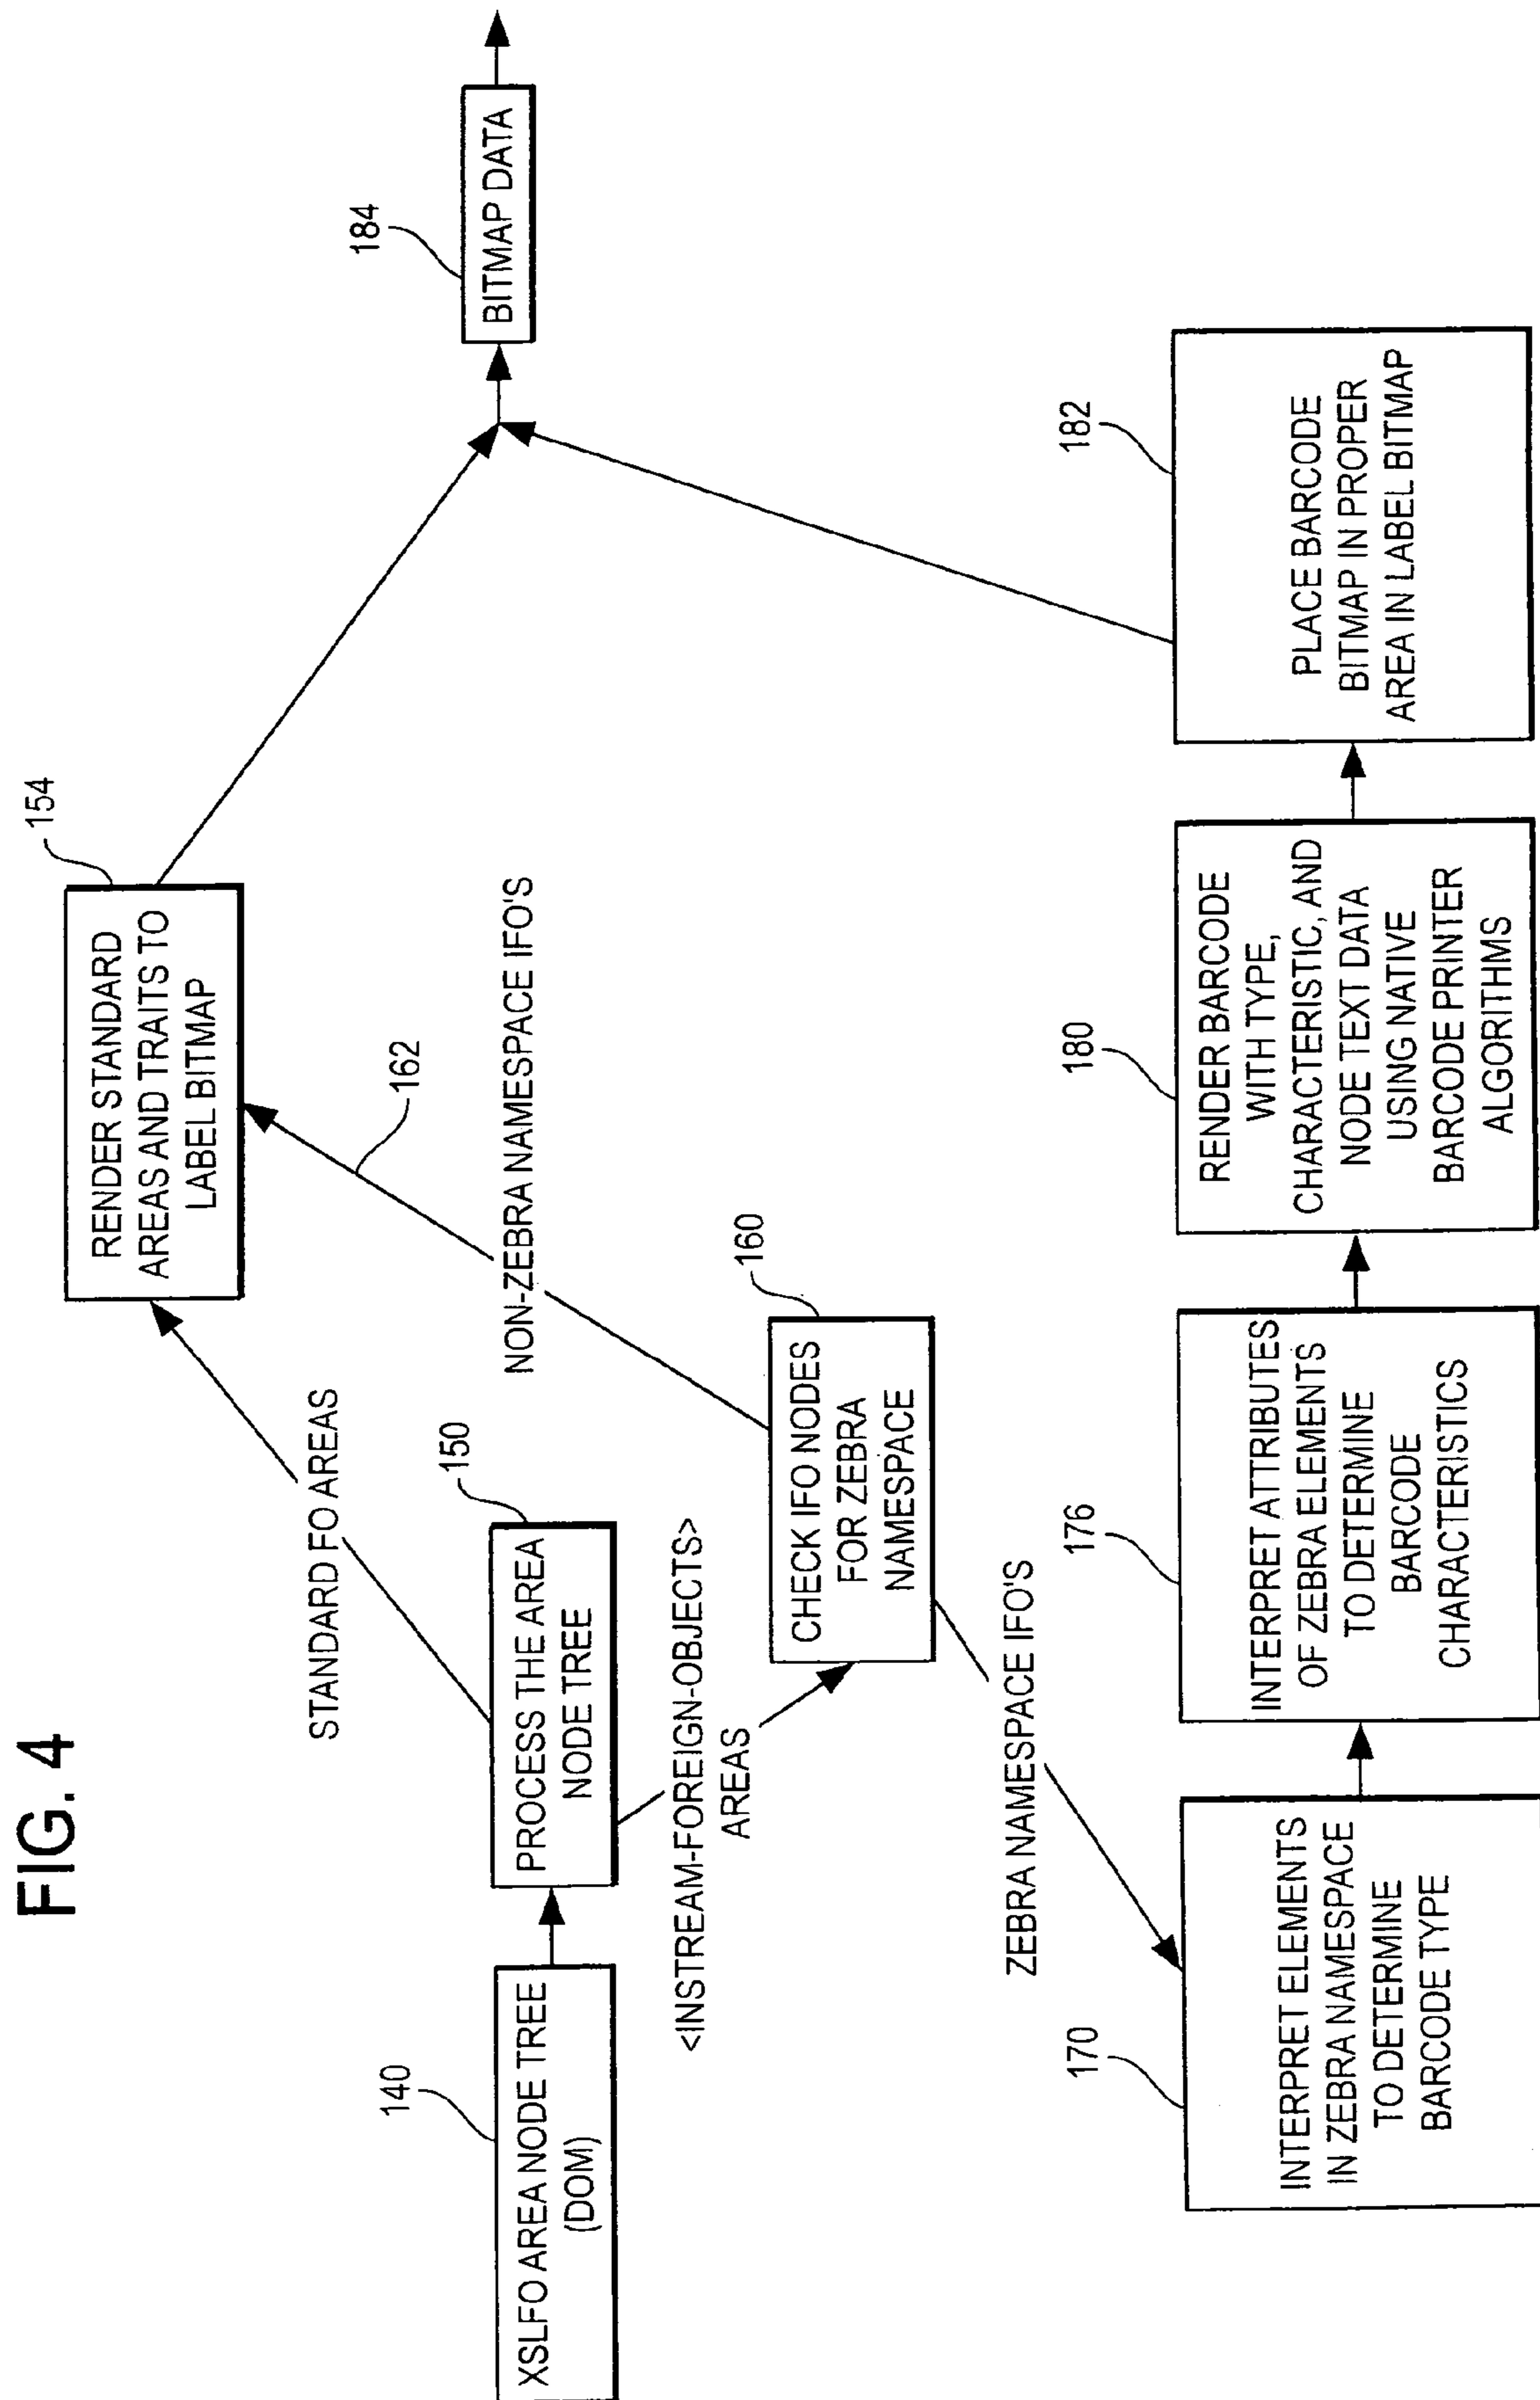 FIG. 4
140
XSLFO AREA NODE TREE
(DOM)
150
PROCESS THE AREA
NODE TREE
STANDARD FO AREAS
154
RENDER STANDARD
AREAS AND TRAITS TO
LABEL BITMAP
<INSTREAM-FOREIGN-OBJECTS>
AREAS
160
CHECK IFO NODES
FOR ZEBRA
NAMESPACE
162
NON-ZEBRA NAMESPACE IFO'S
ZEBRA NAMESPACE IFO'S
170
INTERPRET ELEMENTS
IN ZEBRA NAMESPACE
TO DETERMINE
BARCODE TYPE
176
INTERPRET ATTRIBUTES
OF ZEBRA ELEMENTS
TO DETERMINE
BARCODE
CHARACTERISTICS
180
RENDER BARCODE
WITH TYPE,
CHARACTERISTIC, AND
NODE TEXT DATA
USING NATIVE
BARCODE PRINTER
ALGORITHMS
182
PLACE BARCODE
BITMAP IN PROPER
AREA IN LABEL BITMAP
184
BITMAP DATA